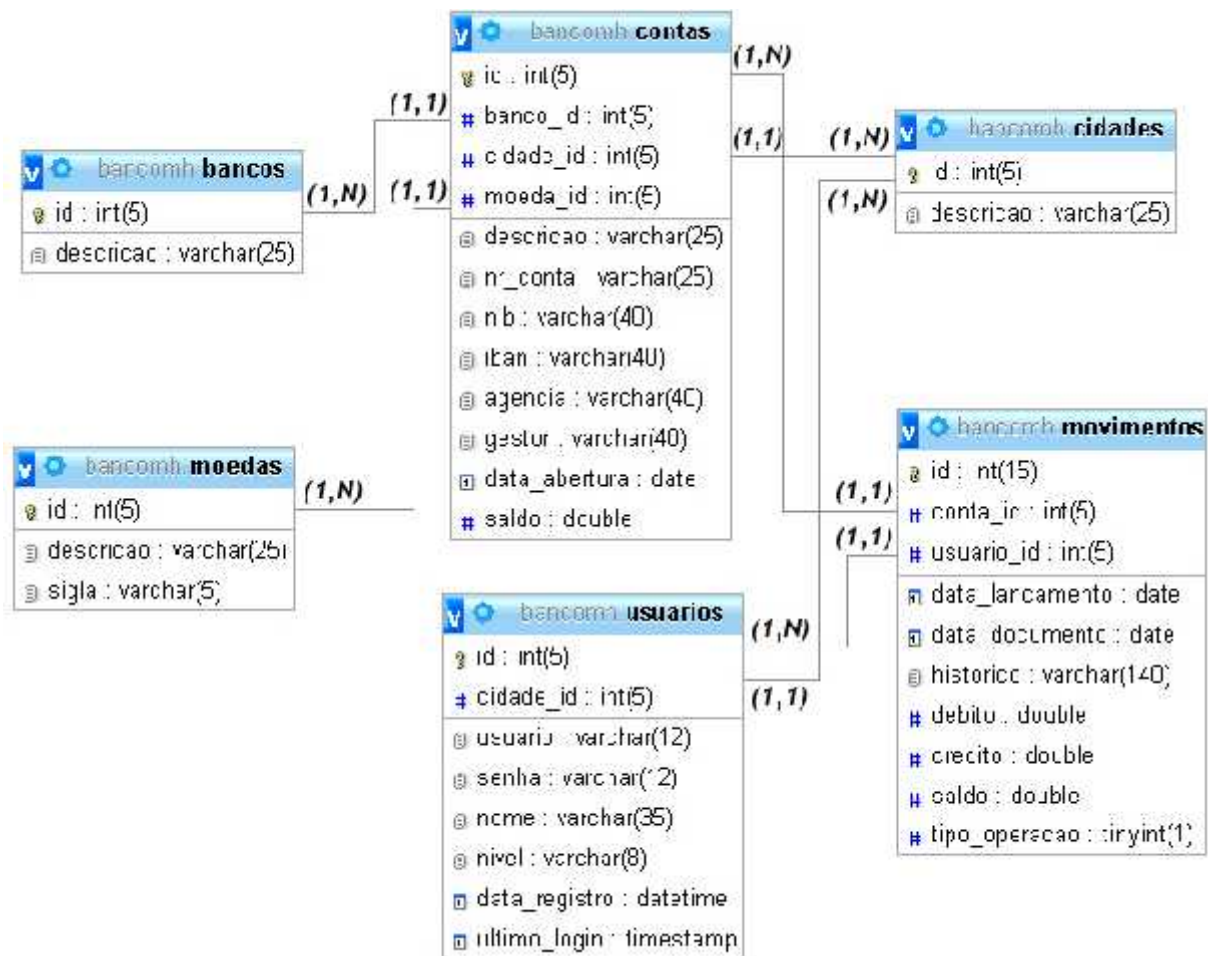 bancomh bancos
id : int(5)
descricao : varchar(25)
(1,N)
(1,1)
(1,1)
bancomh moedas
id : int(5)
descricao : varchar(25)
sigla : varchar(5)
(1,N)
bancomh contas
id : int(5)
banco_id : int(5)
cidade_id : int(5)
moeda_id : int(5)
descricao : varchar(25)
nr_conta : varchar(25)
nib : varchar(40)
iban : varchar(40)
agencia : varchar(40)
gestor : varchar(40)
data_abertura : date
saldo : double
(1,N)
(1,1)
(1,N)
(1,N)
bancomh cidades
id : int(5)
descricao : varchar(25)
bancomh usuarios
id : int(5)
cidade_id : int(5)
usuario : varchar(12)
senha : varchar(12)
nome : varchar(35)
nivel : varchar(8)
data_registro : datetime
ultimo_login : timestamp
(1,N)
(1,1)
(1,1)
(1,1)
bancomh movimentos
id : int(15)
conta_id : int(5)
usuario_id : int(5)
data_lancamento : date
data_documento : date
historico : varchar(140)
debito : double
credito : double
saldo : double
tipo_operacao : tinyint(1)